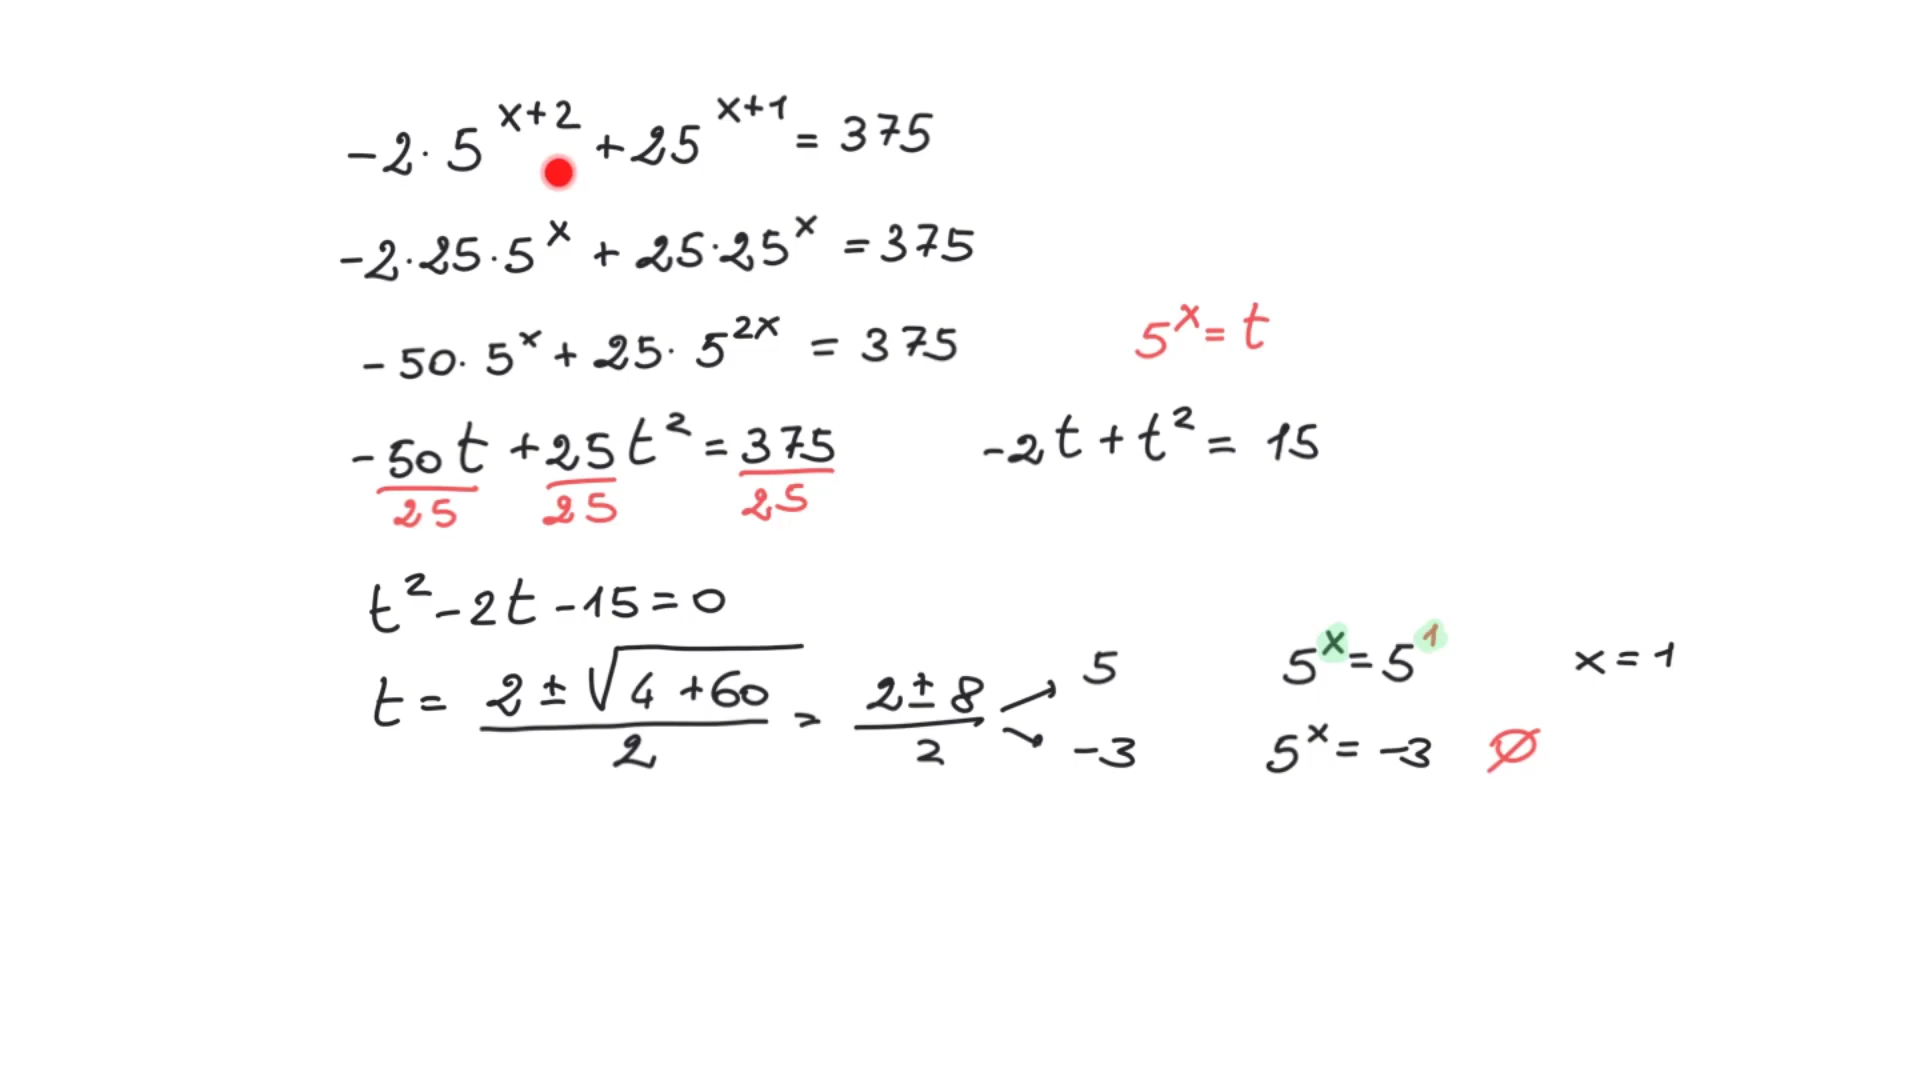 -2·5^{x+2} + 25^{x+1} = 375
-2·25·5^x + 25·25^x = 375
-50·5^x + 25·5^{2x} = 375
5^x = t
-50t/25 + 25t²/25 = 375/25
-2t + t² = 15
t² - 2t - 15 = 0
t = (2 ± √(4 + 60))/2 = (2 ± 8)/2
5
-3
5^x = 5^1
x = 1
5^x = -3 ∅